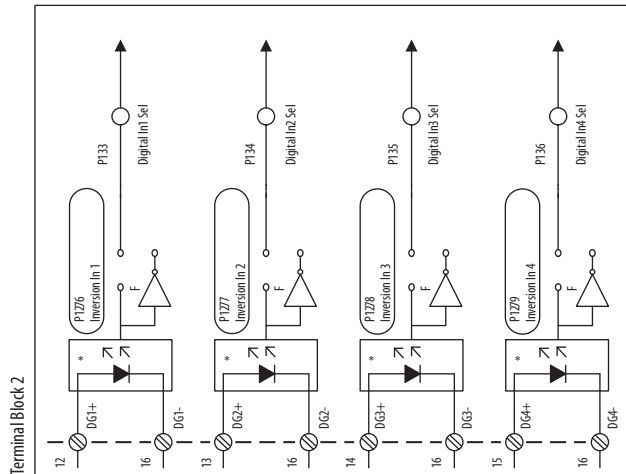 Terminal Block 2
P1276
Inversion In 1
P133
Digital In1 Sel
F
*
DG1+
DG1-
12
16
P1277
Inversion In 2
P134
Digital In2 Sel
F
*
DG2+
DG2-
13
16
P1278
Inversion In 3
P135
Digital In3 Sel
F
*
DG3+
DG3-
14
16
P1279
Inversion In 4
P136
Digital In4 Sel
F
*
DG4+
DG4-
15
16